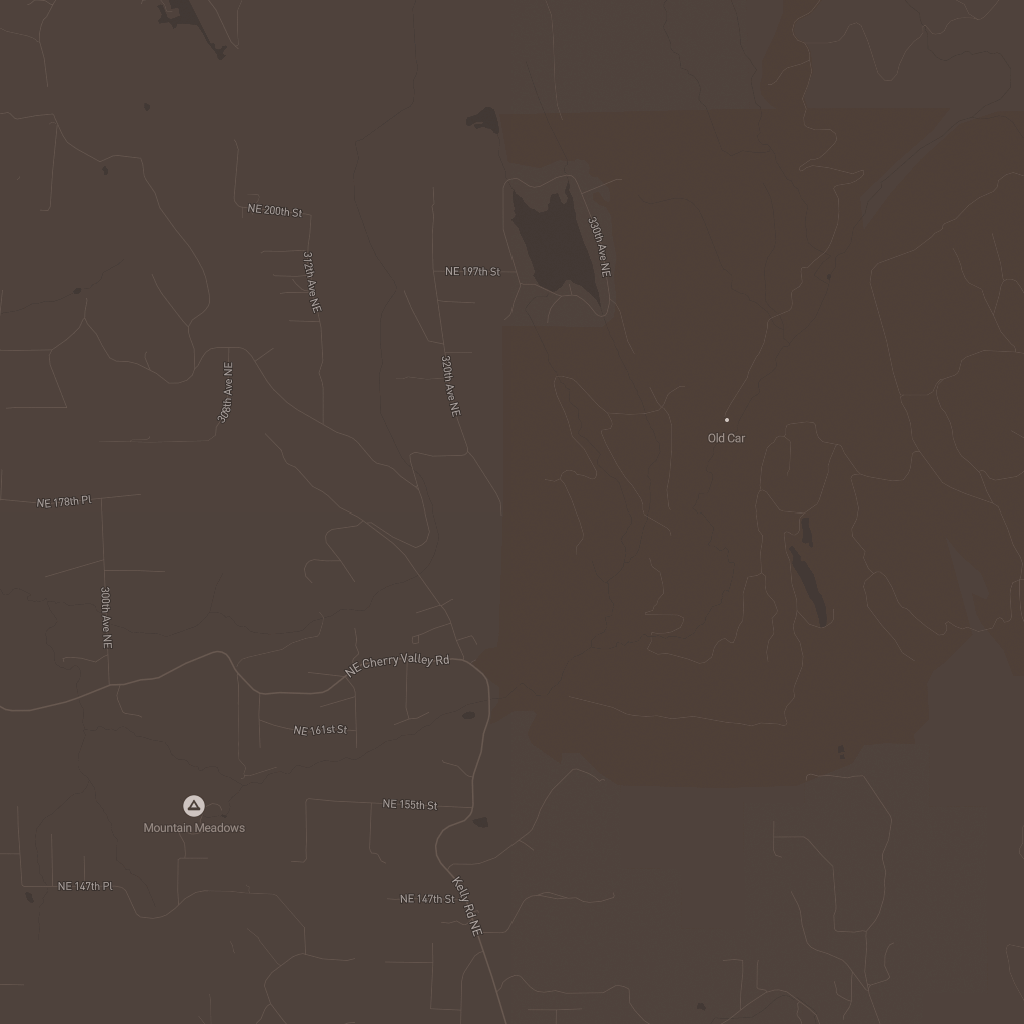 NE 200th St
330th Ave NE
312th Ave NE
NE 197th St
320th Ave NE
308th Ave NE
Old Car
NE 178th Pl
300th Ave NE
NE Cherry Valley Rd
NE 161st St
NE 155th St
Mountain Meadows
NE 147th Pl
NE 147th St
Kelly Rd NE